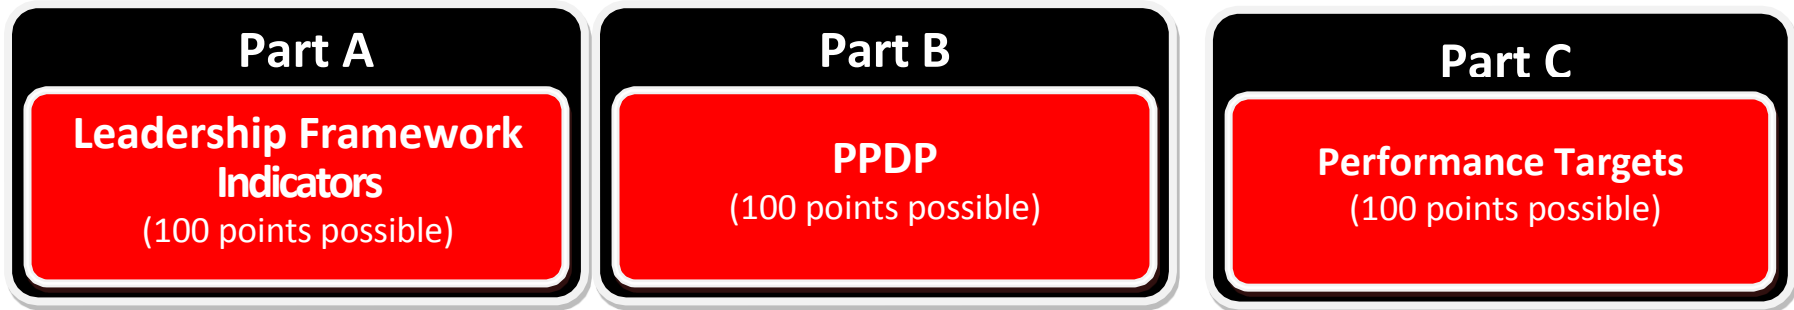 Part A
Leadership Framework
Indicators
(100 points possible)
Part B
PPDP
(100 points possible)
Part C
Performance Targets
(100 points possible)